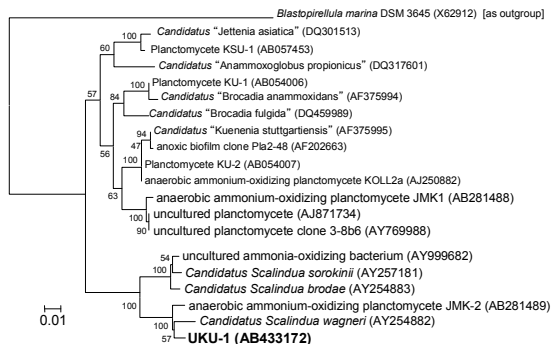 Blastopirellula marina DSM 3645 (X62912) [as outgroup]
100
Candidatus “Jettenia asiatica” (DQ301513)
60
Planctomycete KSU-1 (AB057453)
Candidatus “Anammoxoglobus propionicus” (DQ317601)
100
Planctomycete KU-1 (AB054006)
57
84
Candidatus “Brocadia anammoxidans” (AF375994)
Candidatus “Brocadia fulgida” (DQ459989)
94
Candidatus “Kuenenia stuttgartiensis” (AF375995)
56
47
anoxic biofilm clone Pla2-48 (AF202663)
100
Planctomycete KU-2 (AB054007)
anaerobic ammonium-oxidizing planctomycete KOLL2a (AJ250882)
63
anaerobic ammonium-oxidizing planctomycete JMK1 (AB281488)
100
uncultured planctomycete (AJ871734)
90
uncultured planctomycete clone 3-8b6 (AY769988)
54
uncultured ammonia-oxidizing bacterium (AY999682)
100
Candidatus Scalindua sorokinii (AY257181)
Candidatus Scalindua brodae (AY254883)
100
anaerobic ammonium-oxidizing planctomycete JMK-2 (AB281489)
0.01
100
Candidatus Scalindua wagneri (AY254882)
57
UKU-1 (AB433172)